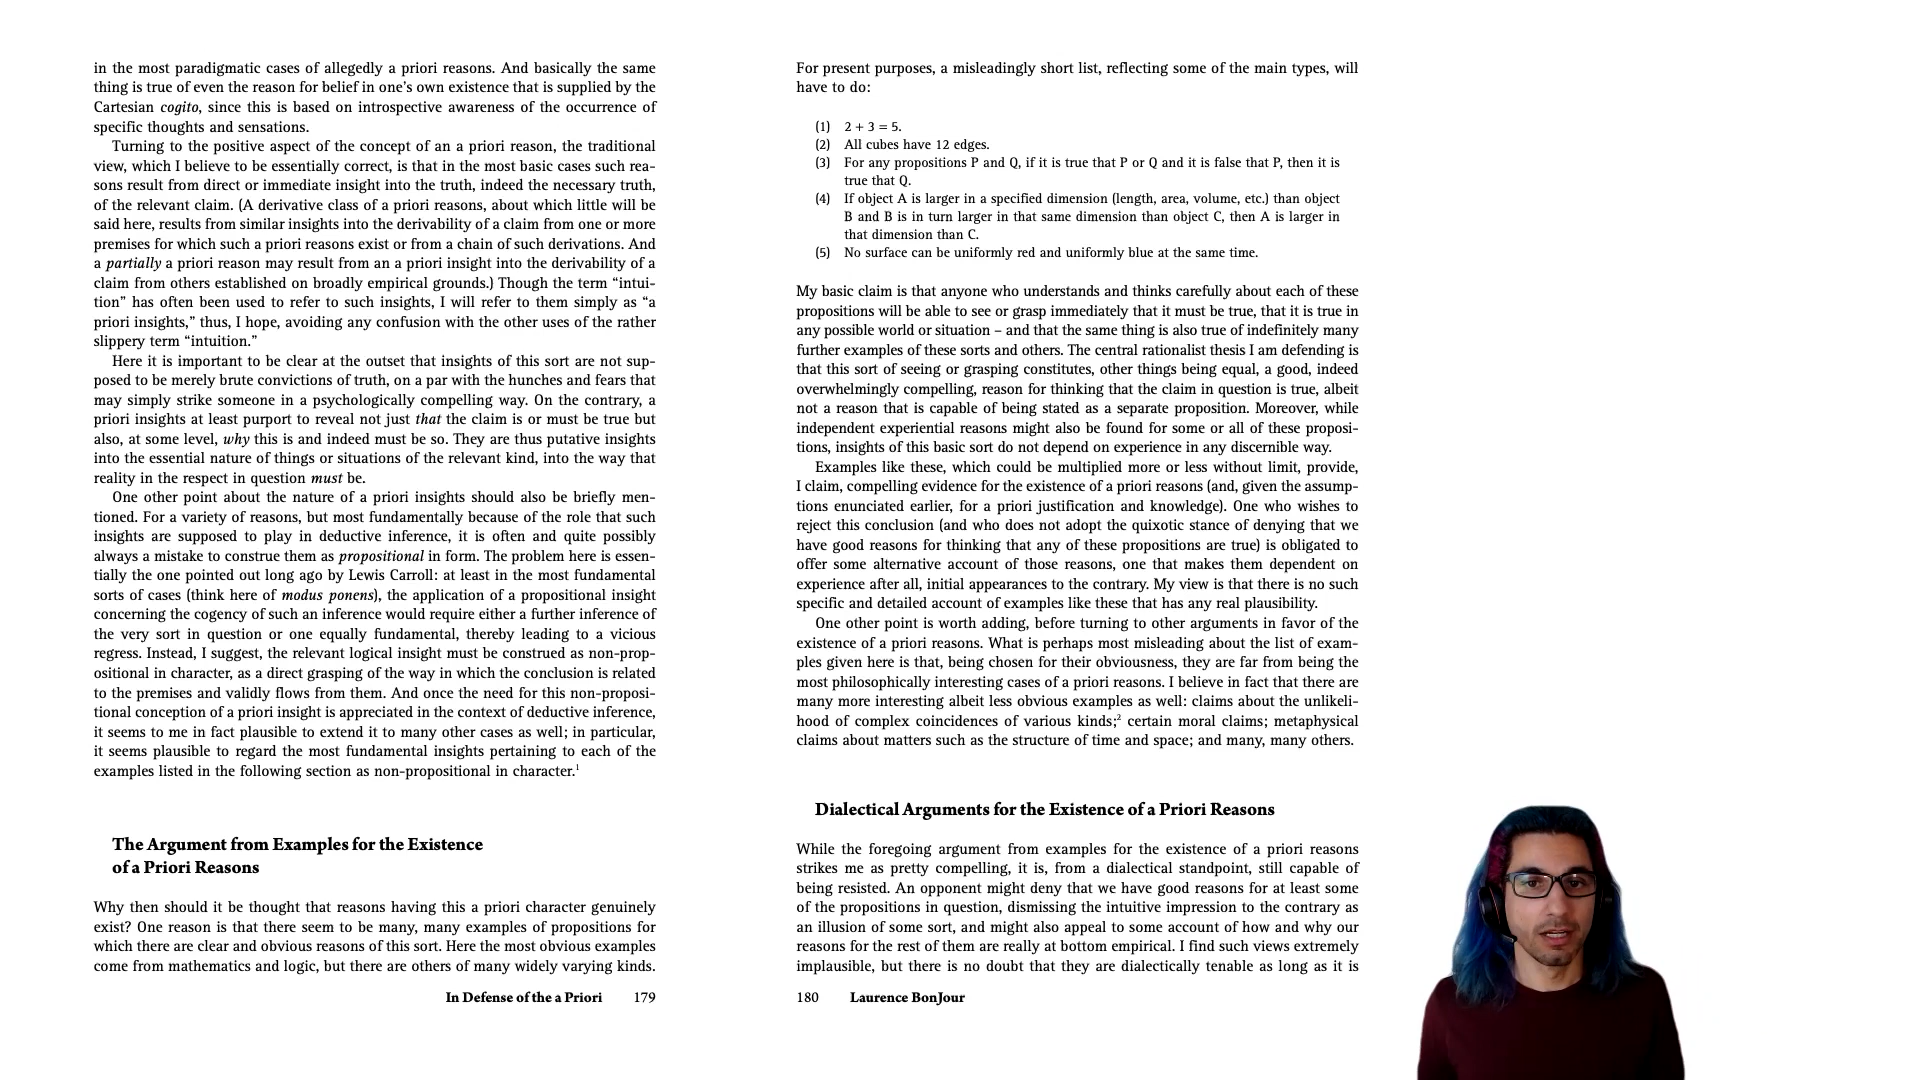 in the most paradigmatic cases of allegedly a priori reasons. And basically the same
thing is true of even the reason for belief in one's own existence that is supplied by the
Cartesian cogito, since this is based on introspective awareness of the occurrence of
specific thoughts and sensations.
Turning to the positive aspect of the concept of an a priori reason, the traditional
view, which I believe to be essentially correct, is that in the most basic cases such rea-
sons result from direct or immediate insight into the truth, indeed the necessary truth,
of the relevant claim. (A derivative class of a priori reasons, about which little will be
said here, results from similar insights into the derivability of a claim from one or more
premises for which such a priori reasons exist or from a chain of such derivations. And
a partially a priori reason may result from an a priori insight into the derivability of a
claim from others established on broadly empirical grounds.) Though the term “intui-
tion” has often been used to refer to such insights, I will refer to them simply as “a
priori insights,” thus, I hope, avoiding any confusion with the other uses of the rather
slippery term “intuition.”
Here it is important to be clear at the outset that insights of this sort are not sup-
posed to be merely brute convictions of truth, on a par with the hunches and fears that
may simply strike someone in a psychologically compelling way. On the contrary, a
priori insights at least purport to reveal not just that the claim is or must be true but
also, at some level, why this is and indeed must be so. They are thus putative insights
into the essential nature of things or situations of the relevant kind, into the way that
reality in the respect in question must be.
One other point about the nature of a priori insights should also be briefly men-
tioned. For a variety of reasons, but most fundamentally because of the role that such
insights are supposed to play in deductive inference, it is often and quite possibly
always a mistake to construe them as propositional in form. The problem here is essen-
tially the one pointed out long ago by Lewis Carroll: at least in the most fundamental
sorts of cases (think here of modus ponens), the application of a propositional insight
concerning the cogency of such an inference would require either a further inference of
the very sort in question or one equally fundamental, thereby leading to a vicious
regress. Instead, I suggest, the relevant logical insight must be construed as non-prop-
ositional in character, as a direct grasping of the way in which the conclusion is related
to the premises and validly flows from them. And once the need for this non-proposi-
tional conception of a priori insight is appreciated in the context of deductive inference,
it seems to me in fact plausible to extend it to many other cases as well; in particular,
it seems plausible to regard the most fundamental insights pertaining to each of the
examples listed in the following section as non-propositional in character.1
The Argument from Examples for the Existence
of a Priori Reasons
Why then should it be thought that reasons having this a priori character genuinely
exist? One reason is that there seem to be many, many examples of propositions for
which there are clear and obvious reasons of this sort. Here the most obvious examples
come from mathematics and logic, but there are others of many widely varying kinds.
In Defense of the a Priori 179
For present purposes, a misleadingly short list, reflecting some of the main types, will
have to do:
(1) 2 + 3 = 5.
(2) All cubes have 12 edges.
(3) For any propositions P and Q, if it is true that P or Q and it is false that P, then it is
true that Q.
(4) If object A is larger in a specified dimension (length, area, volume, etc.) than object
B and B is in turn larger in that same dimension than object C, then A is larger in
that dimension than C.
(5) No surface can be uniformly red and uniformly blue at the same time.
My basic claim is that anyone who understands and thinks carefully about each of these
propositions will be able to see or grasp immediately that it must be true, that it is true in
any possible world or situation – and that the same thing is also true of indefinitely many
further examples of these sorts and others. The central rationalist thesis I am defending is
that this sort of seeing or grasping constitutes, other things being equal, a good, indeed
overwhelmingly compelling, reason for thinking that the claim in question is true, albeit
not a reason that is capable of being stated as a separate proposition. Moreover, while
independent experiential reasons might also be found for some or all of these proposi-
tions, insights of this basic sort do not depend on experience in any discernible way.
Examples like these, which could be multiplied more or less without limit, provide,
I claim, compelling evidence for the existence of a priori reasons (and, given the assump-
tions enunciated earlier, for a priori justification and knowledge). One who wishes to
reject this conclusion (and who does not adopt the quixotic stance of denying that we
have good reasons for thinking that any of these propositions are true) is obligated to
offer some alternative account of those reasons, one that makes them dependent on
experience after all, initial appearances to the contrary. My view is that there is no such
specific and detailed account of examples like these that has any real plausibility.
One other point is worth adding, before turning to other arguments in favor of the
existence of a priori reasons. What is perhaps most misleading about the list of exam-
ples given here is that, being chosen for their obviousness, they are far from being the
most philosophically interesting cases of a priori reasons. I believe in fact that there are
many more interesting albeit less obvious examples as well: claims about the unlikeli-
hood of complex coincidences of various kinds;2 certain moral claims; metaphysical
claims about matters such as the structure of time and space; and many, many others.
Dialectical Arguments for the Existence of a Priori Reasons
While the foregoing argument from examples for the existence of a priori reasons
strikes me as pretty compelling, it is, from a dialectical standpoint, still capable of
being resisted. An opponent might deny that we have good reasons for at least some
of the propositions in question, dismissing the intuitive impression to the contrary as
an illusion of some sort, and might also appeal to some account of how and why our
reasons for the rest of them are really at bottom empirical. I find such views extremely
implausible, but there is no doubt that they are dialectically tenable as long as it is
180 Laurence BonJour